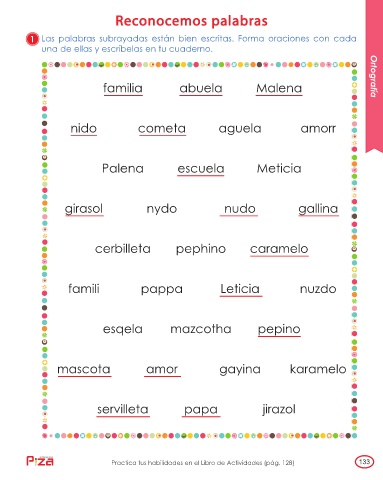 Reconocemos palabras
1 Las palabras subrayadas están bien escritas. Forma oraciones con cada
una de ellas y escríbelas en tu cuaderno.
Ortografía
familia abuela Malena
nido cometa aguela amorr
Palena escuela Meticia
girasol nydo nudo gallina
cerbilleta pephino caramelo
famili pappa Leticia nuzdo
esqela mazcotha pepino
mascota amor gayina karamelo
servilleta papa jirazol
Piza Practica tus habilidades en el Libro de Actividades (pág. 128) 133